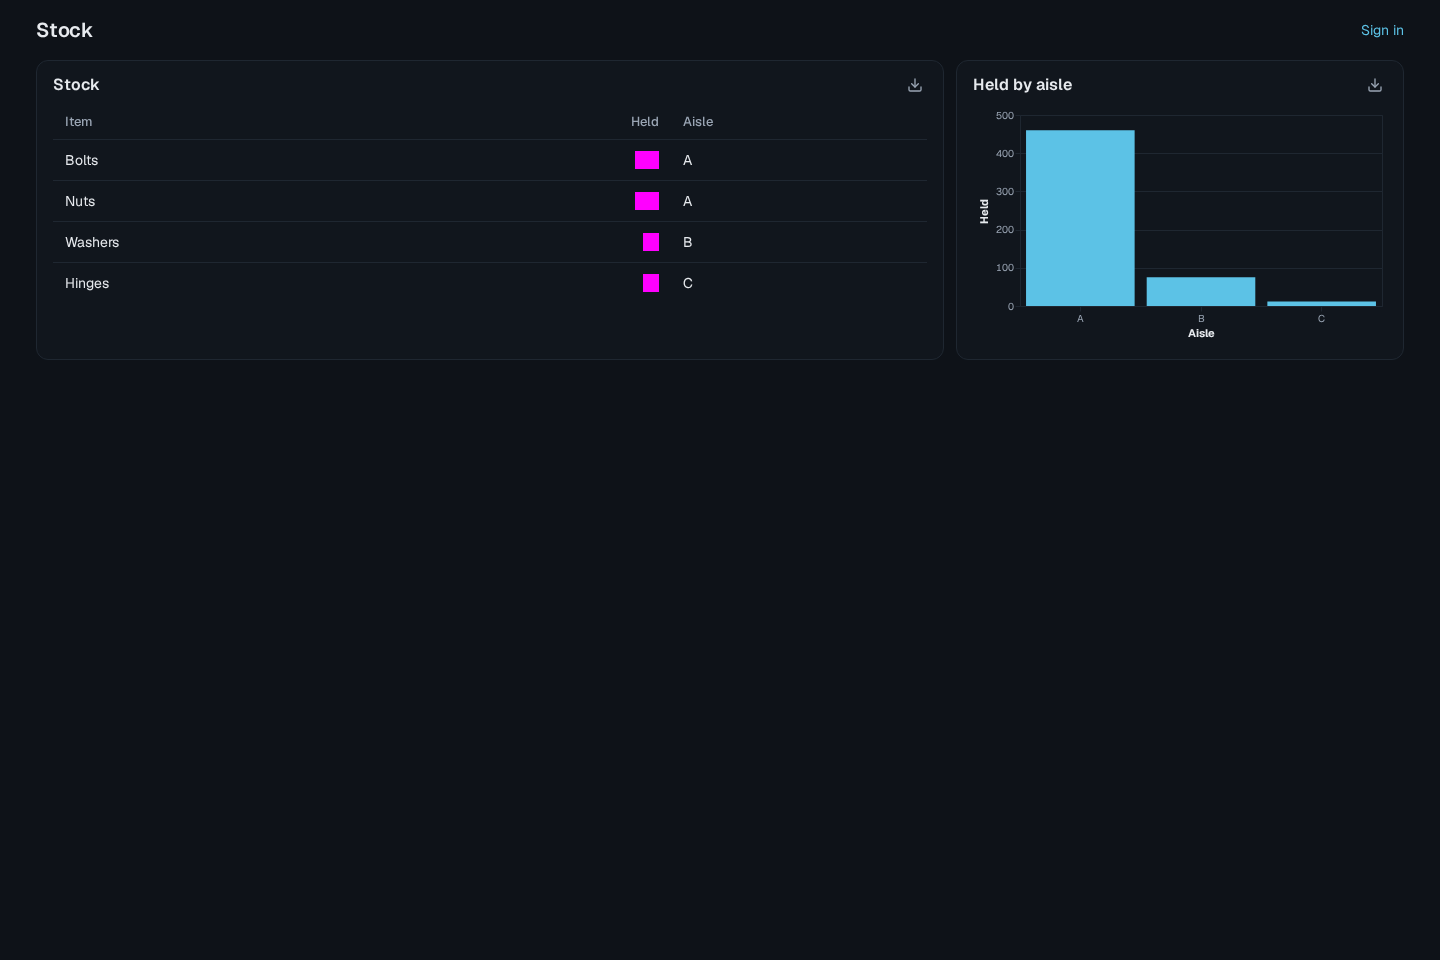 Stock
Sign in
Stock
Item Held Aisle
Bolts A
Nuts A
Washers B
Hinges C
Held by aisle
500
400
300
200
100
0
Held
A B C
Aisle